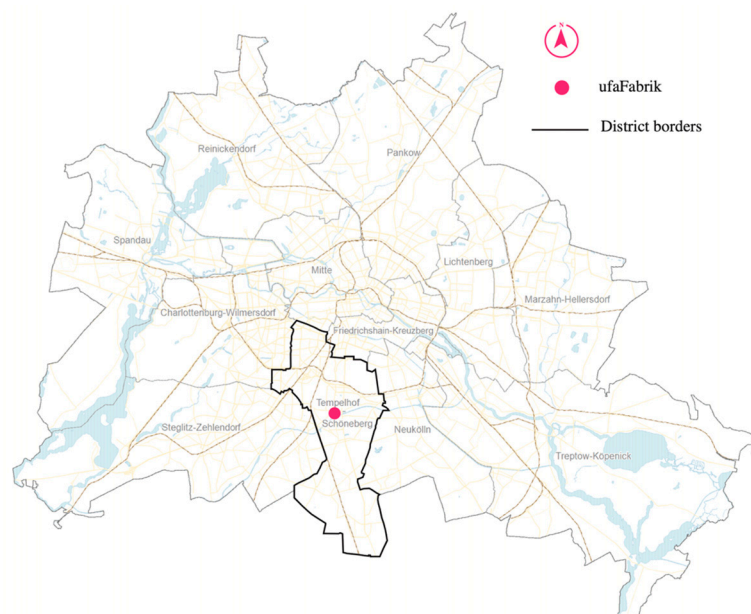 N
ufaFabrik
District borders
Reinickendorf
Pankow
Spandau
Mitte
Lichtenberg
Marzahn-Hellersdorf
Charlottenburg-Wilmersdorf
Friedrichshain-Kreuzberg
Tempelhof
Schöneberg
Steglitz-Zehlendorf
Neukölln
Treptow-Köpenick